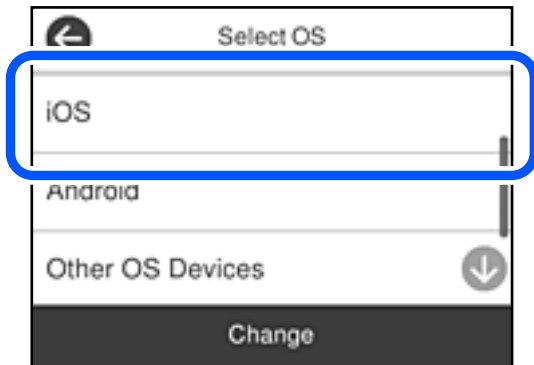 Select OS
iOS
Android
Other OS Devices
Change